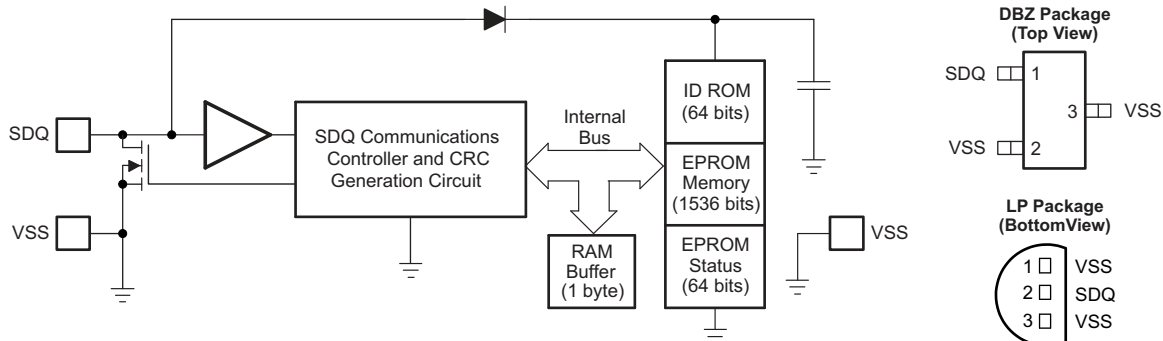 DBZ Package
(Top View)
SDQ
1
3
VSS
VSS
2
ID ROM
(64 bits)
SDQ
SDQ Communications
Controller and CRC
Generation Circuit
Internal
Bus
EPROM
Memory
(1536 bits)
VSS
RAM
Buffer
(1 byte)
EPROM
Status
(64 bits)
VSS
LP Package
(BottomView)
1 VSS
2 SDQ
3 VSS